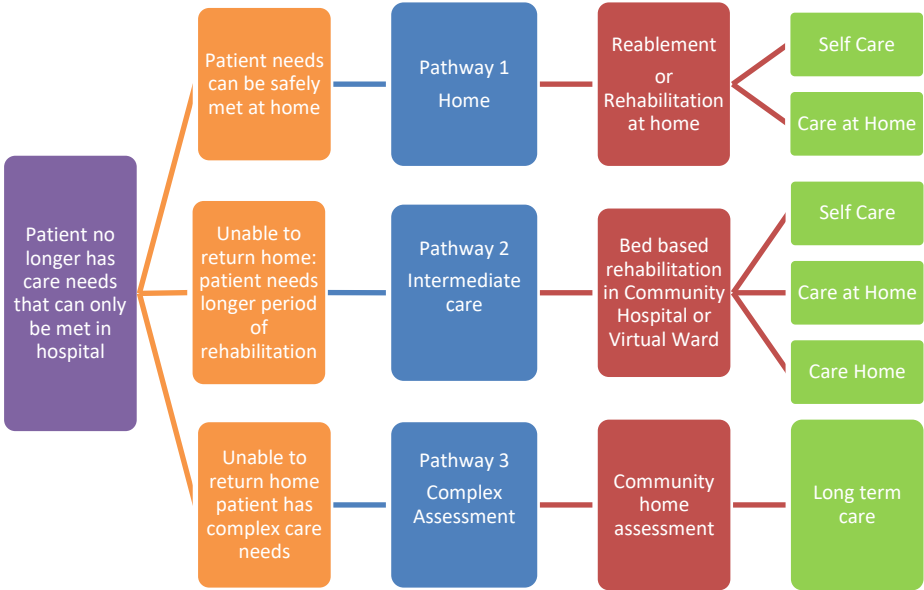 Patient no
longer has
care needs
that can only
be met in
hospital
Patient needs
can be safely
met at home
Pathway 1
Home
Reablement
or
Rehabilitation
at home
Self Care
Care at Home
Unable to
return home:
patient needs
longer period
of
rehabilitation
Pathway 2
Intermediate
care
Bed based
rehabilitation
in Community
Hospital or
Virtual Ward
Self Care
Care at Home
Care Home
Unable to
return home
patient has
complex care
needs
Pathway 3
Complex
Assessment
Community
home
assessment
Long term
care